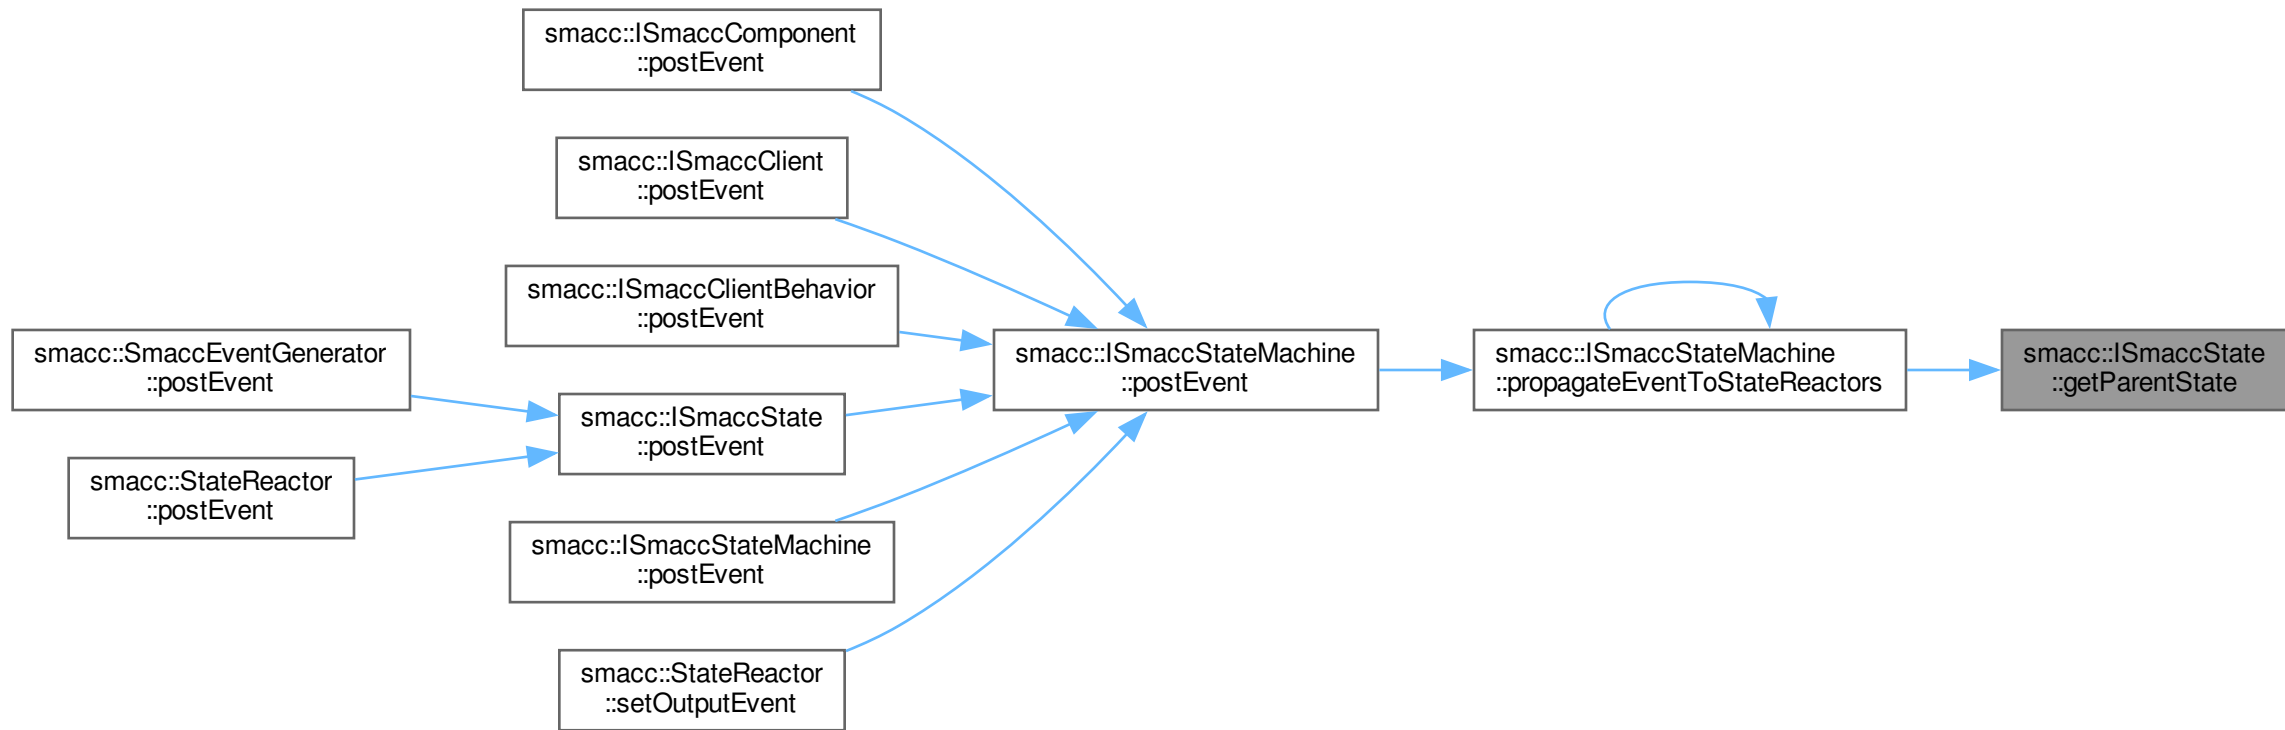 smacc::ISmaccComponent
::postEvent
smacc::ISmaccClient
::postEvent
smacc::ISmaccClientBehavior
::postEvent
smacc::SmaccEventGenerator
::postEvent
smacc::ISmaccState
::postEvent
smacc::StateReactor
::postEvent
smacc::ISmaccStateMachine
::postEvent
smacc::StateReactor
::setOutputEvent
smacc::ISmaccStateMachine
::postEvent
smacc::ISmaccStateMachine
::propagateEventToStateReactors
smacc::ISmaccState
::getParentState